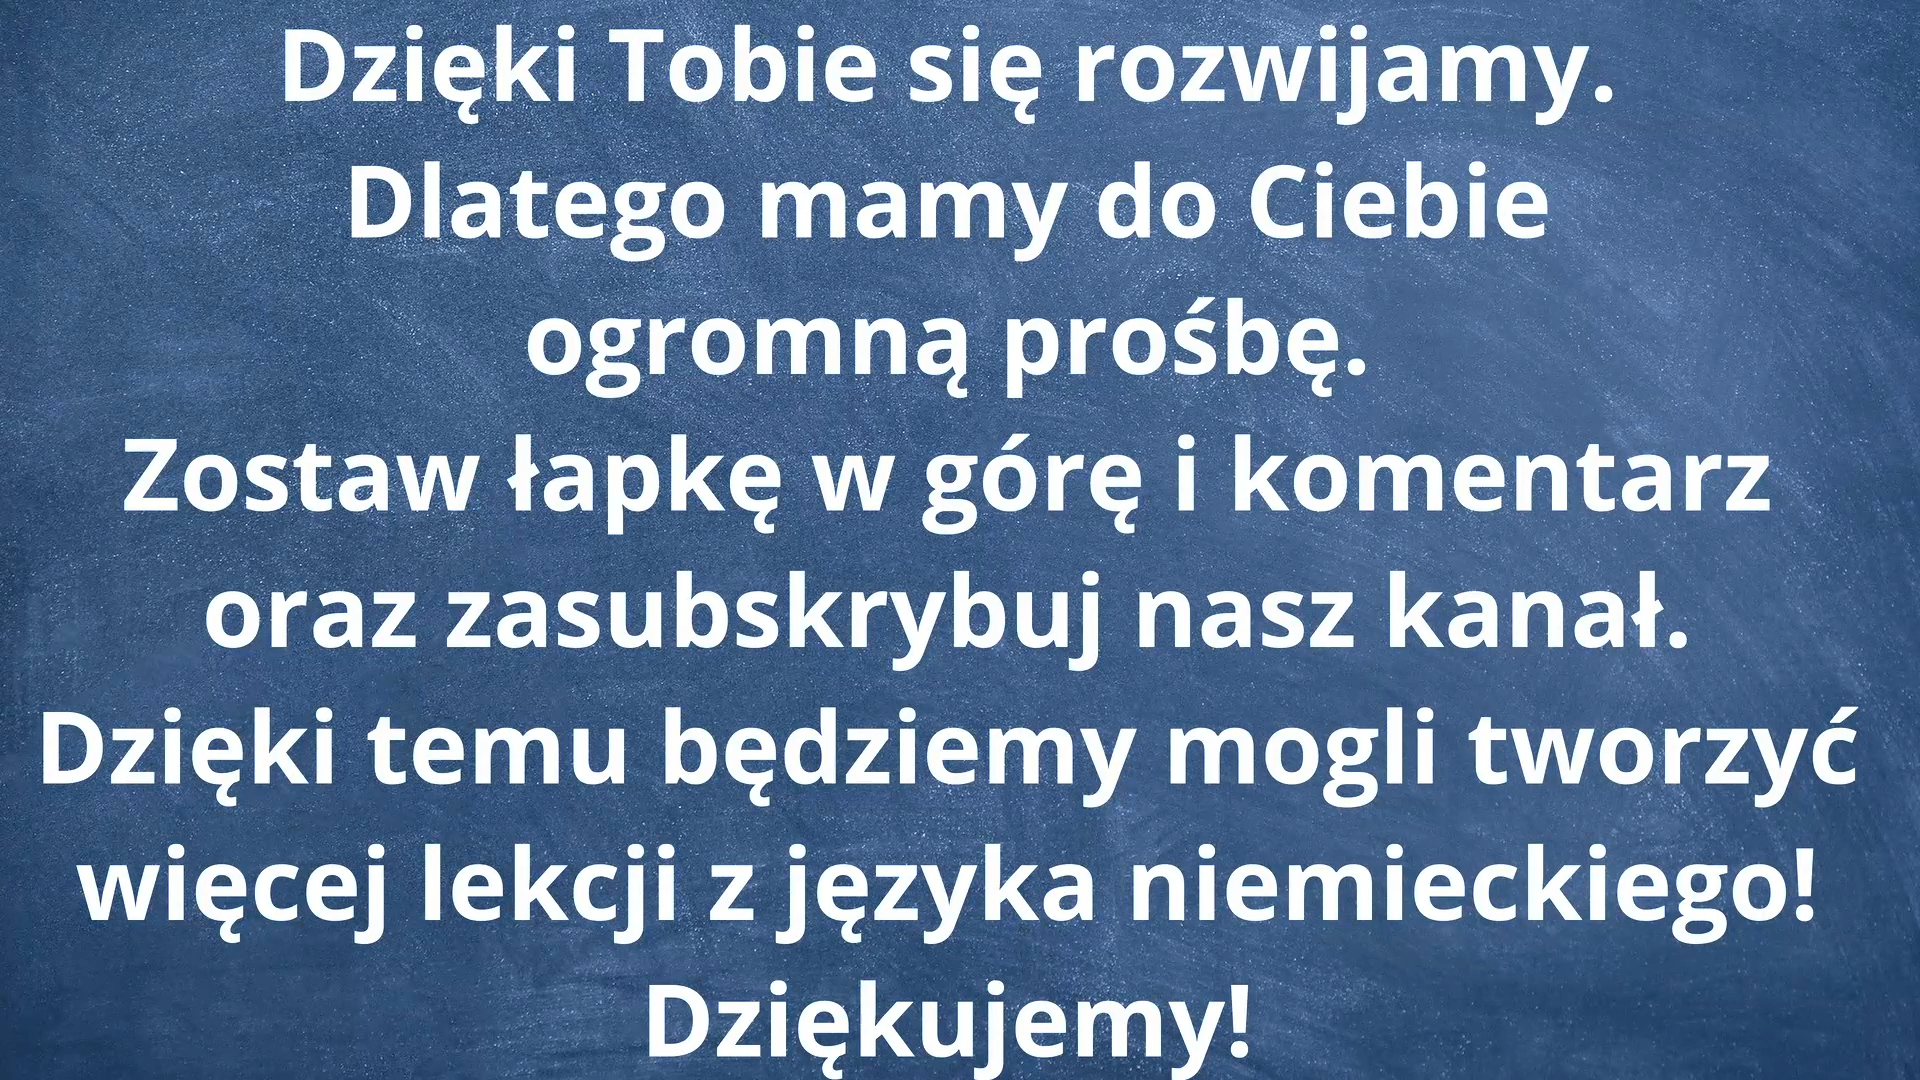 Dzięki Tobie się rozwijamy.
Dlatego mamy do Ciebie
ogromną prośbę.
Zostaw łapkę w górę i komentarz
oraz zasubskrybuj nasz kanał.
Dzięki temu będziemy mogli tworzyć
więcej lekcji z języka niemieckiego!
Dziękujemy!